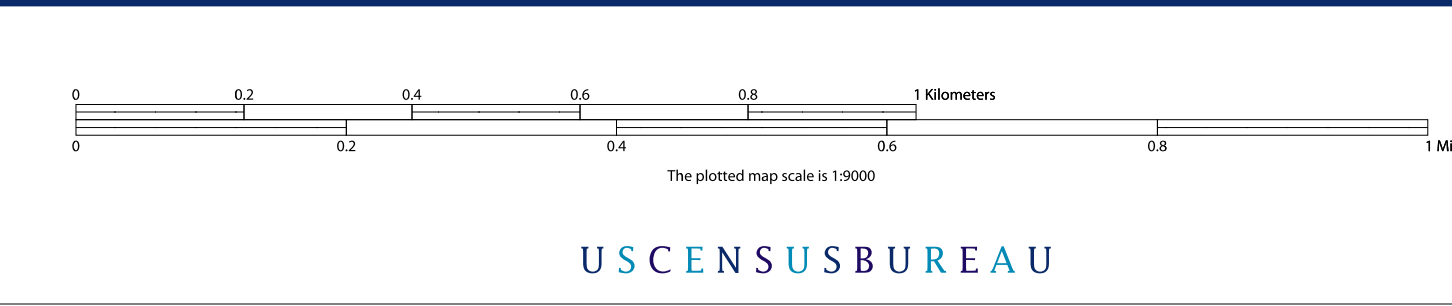 0 0.2 0.4 0.6 0.8 1 Kilometers
0 0.2 0.4 0.6 0.8 1 Mi
The plotted map scale is 1:9000
USCENSUSBUREAU